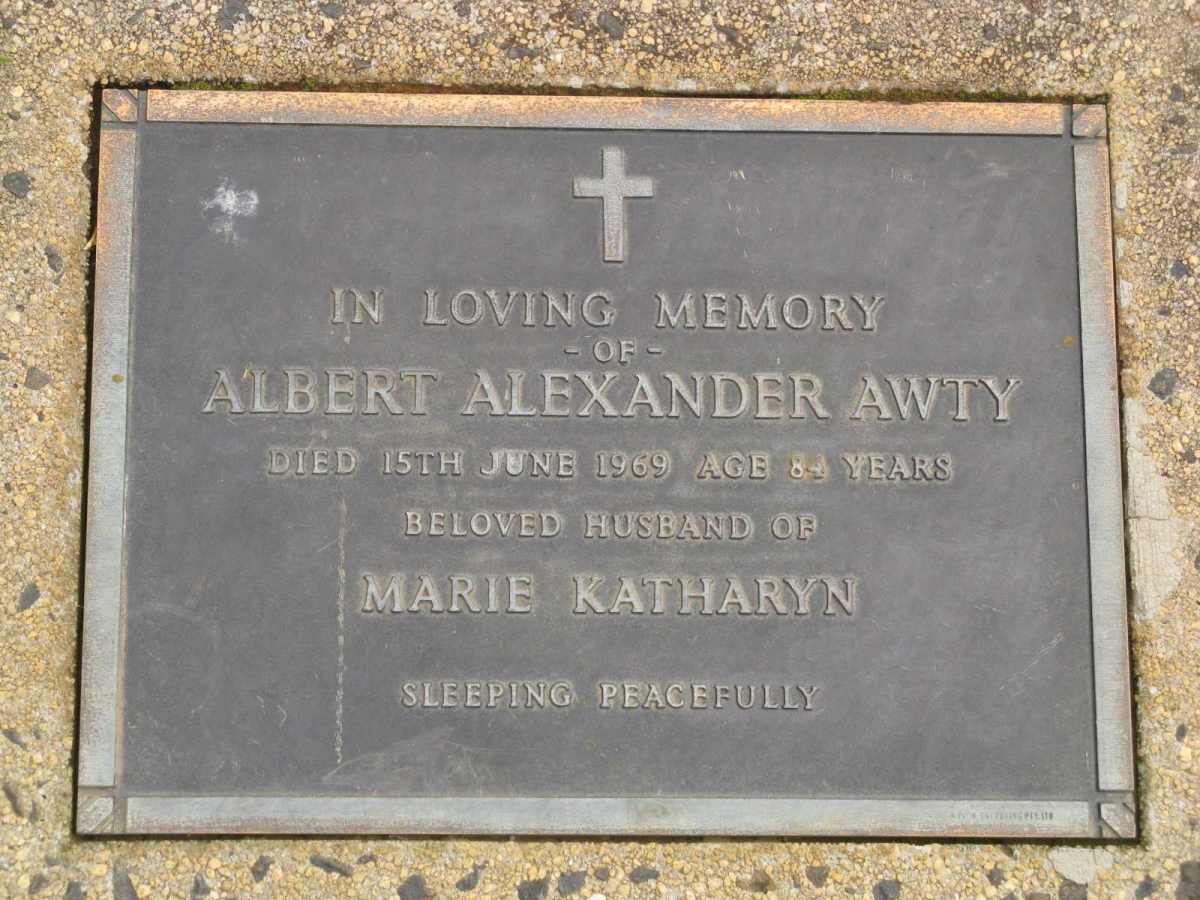 IN LOVING MEMORY
- OF -
ALBERT ALEXANDER AWTY
DIED 15TH JUNE 1969 AGE 84 YEARS
BELOVED HUSBAND OF
MARIE KATHARYN
SLEEPING PEACEFULLY